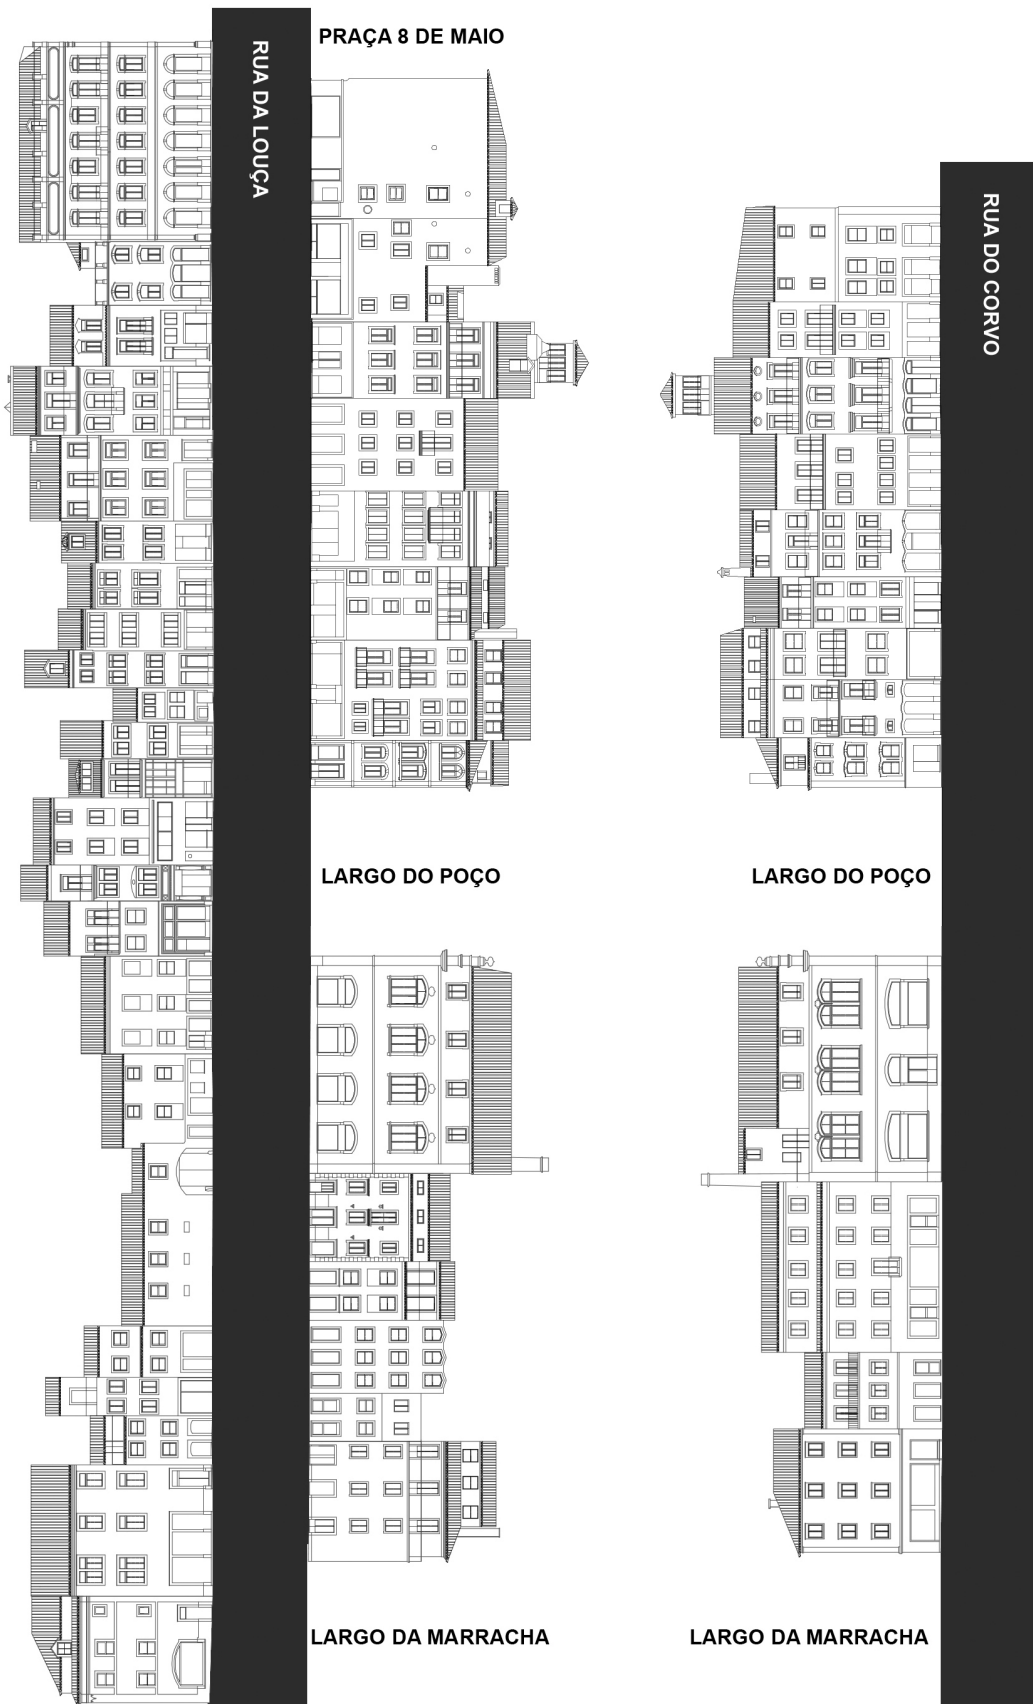 PRAÇA 8 DE MAIO
RUA DA LOUÇA
RUA DO CORVO
LARGO DO POÇO
LARGO DO POÇO
LARGO DA MARRACHA
LARGO DA MARRACHA